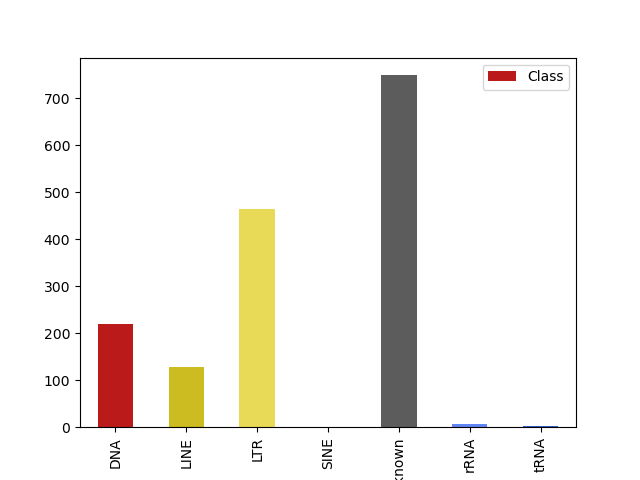 Class
700
600
500
400
300
200
100
0
DNA
LINE
LTR
SINE
known
rRNA
tRNA